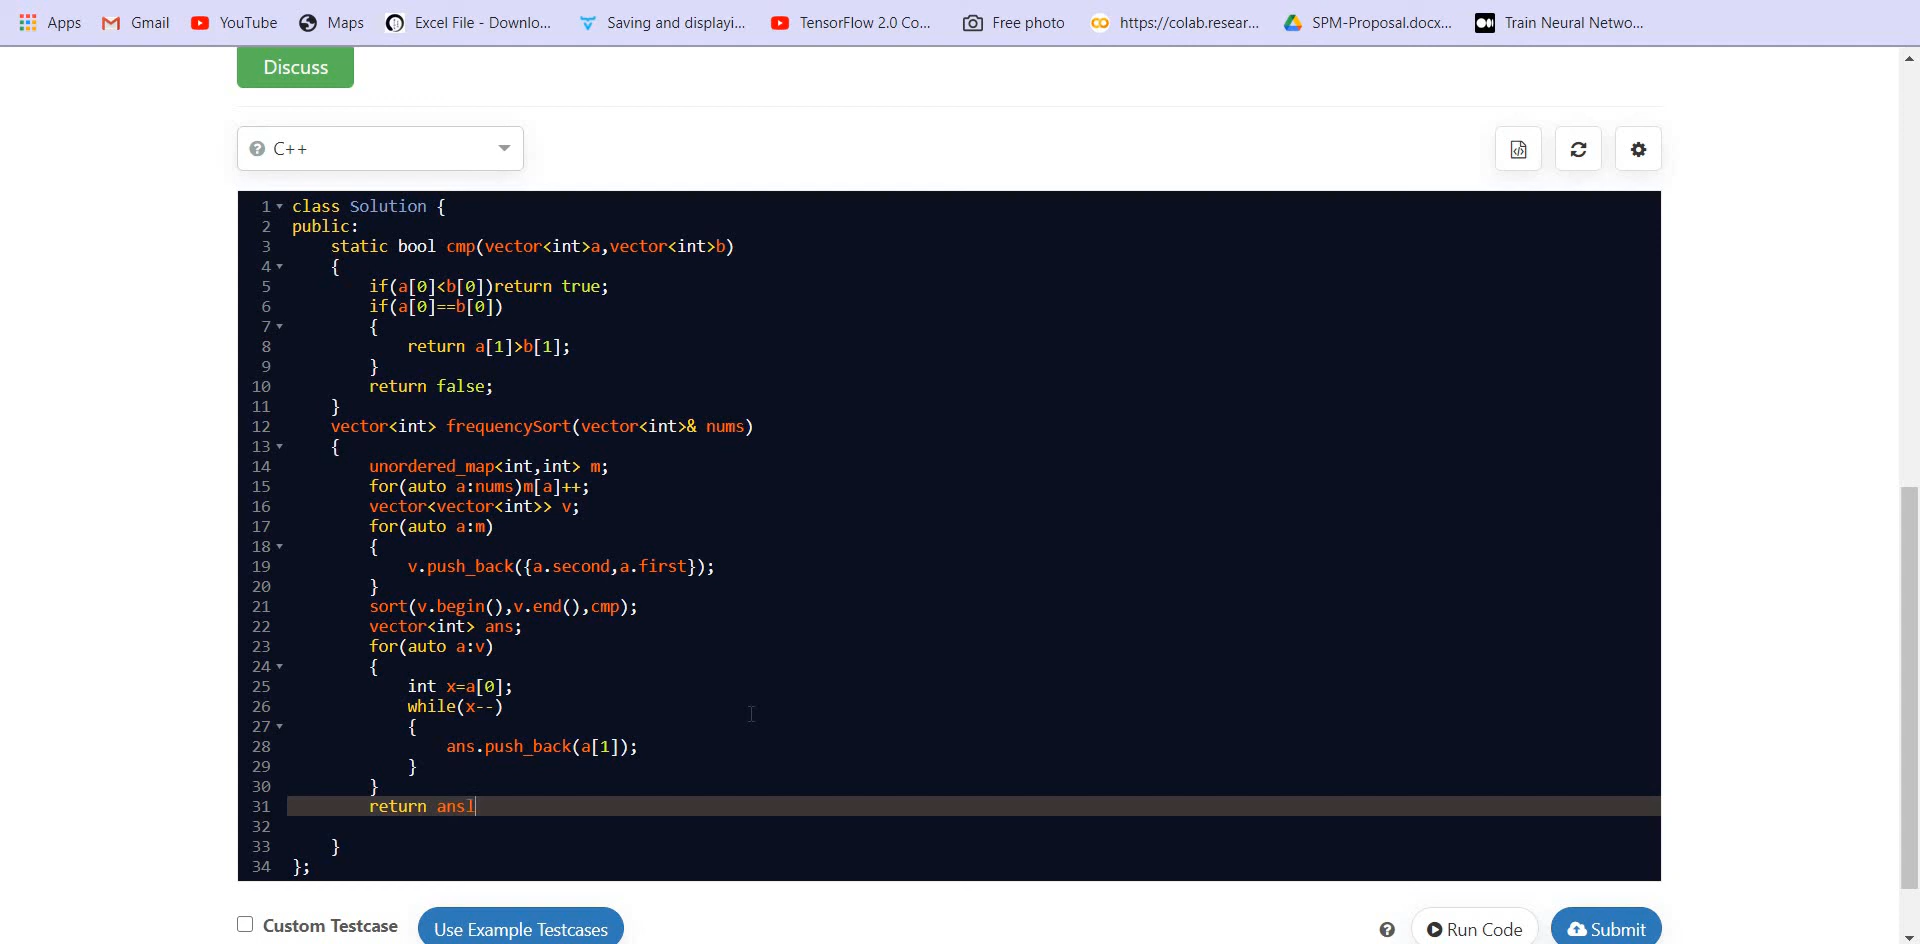 Apps Gmail YouTube Maps Excel File - Downlo... Saving and displayi... TensorFlow 2.0 Co... Free photo https://colab.resear... SPM-Proposal.docx... Train Neural Netwo...
Discuss
C++
1 class Solution {
2 public:
3 static bool cmp(vector<int>a,vector<int>b)
4 {
5 if(a[0]<b[0])return true;
6 if(a[0]==b[0])
7 {
8 return a[1]>b[1];
9 }
10 return false;
11 }
12 vector<int> frequencySort(vector<int>& nums)
13 {
14 unordered_map<int,int> m;
15 for(auto a:nums)m[a]++;
16 vector<vector<int>> v;
17 for(auto a:m)
18 {
19 v.push_back({a.second,a.first});
20 }
21 sort(v.begin(),v.end(),cmp);
22 vector<int> ans;
23 for(auto a:v)
24 {
25 int x=a[0];
26 while(x--)
27 {
28 ans.push_back(a[1]);
29 }
30 }
31 return ansl
32
33 }
34 };
Custom Testcase Use Example Testcases Run Code Submit